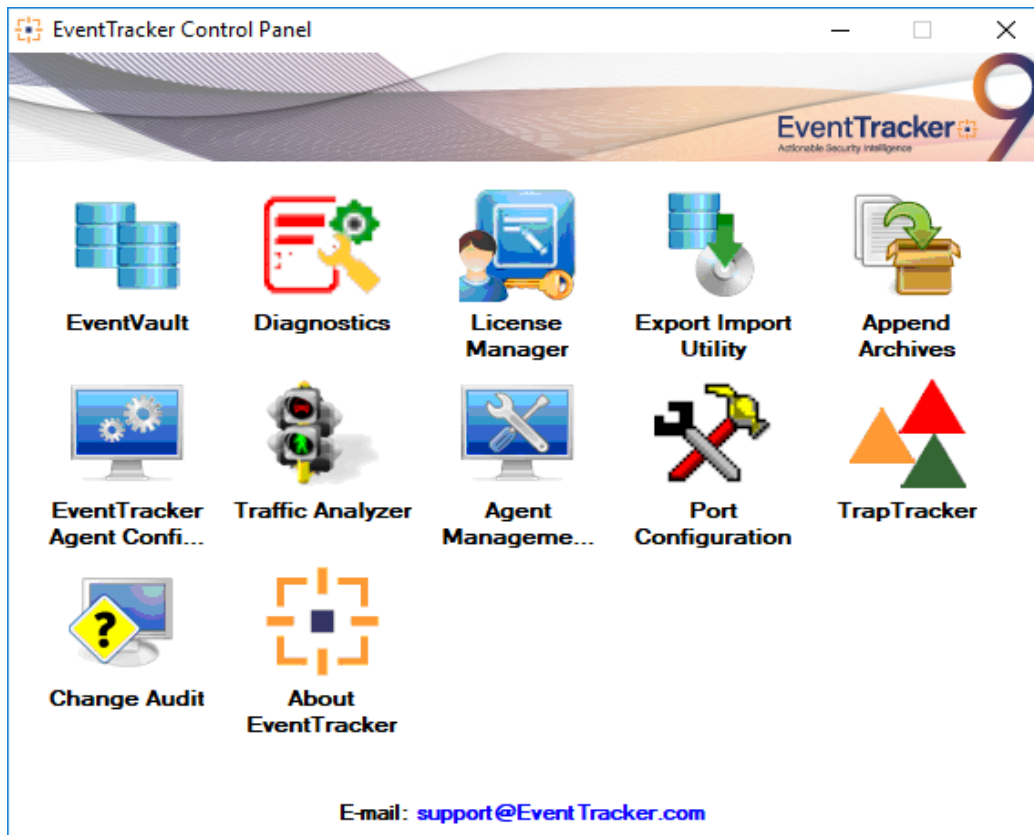 EventTracker Control Panel
EventTracker 9
Actionable Security Intelligence
EventVault
Diagnostics
License
Manager
Export Import
Utility
Append
Archives
EventTracker
Agent Confi...
Traffic Analyzer
Agent
Manageme...
Port
Configuration
TrapTracker
?
Change Audit
About
EventTracker
E-mail: support@EventTracker.com